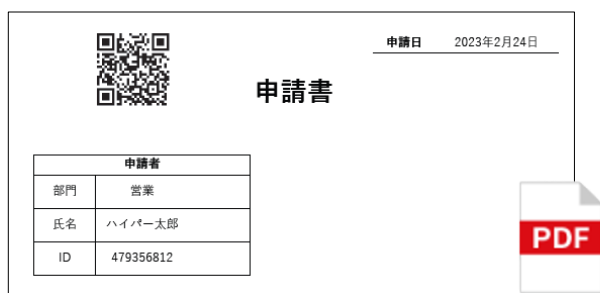 申請日 2023年2月24日
申請書
申請者
部門 営業
氏名 ハイパー太郎
ID 479356812
PDF